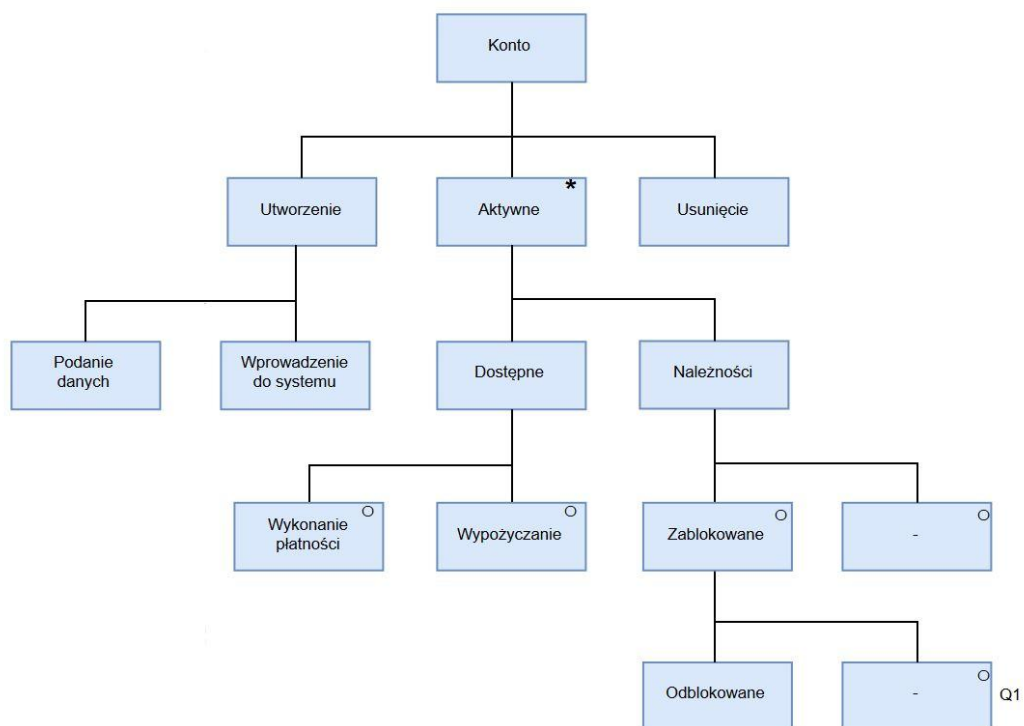 Konto
Utworzenie
Aktywne
*
Usunięcie
Podanie
danych
Wprowadzenie
do systemu
Dostępne
Należności
Wykonanie
płatności
O
Wypożyczanie
O
Zablokowane
O
-
O
Odblokowane
-
O
Q1